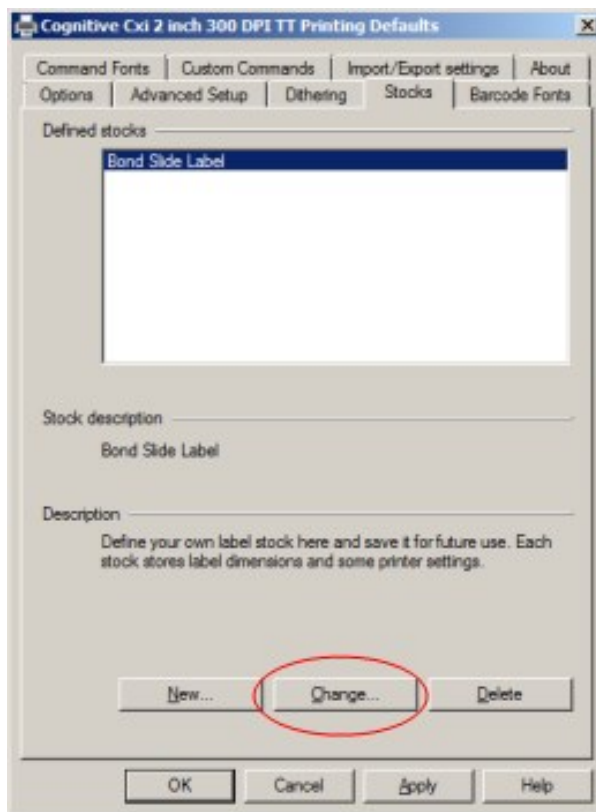 Cognitive Cxi 2 inch 300 DPI TT Printing Defaults
Command Fonts Custom Commands Import/Export settings About
Options Advanced Setup Dithering Stocks Barcode Fonts
Defined stocks
Bond Slide Label
Stock description
Bond Slide Label
Description
Define your own label stock here and save it for future use. Each
stock stores label dimensions and some printer settings.
New... Change... Delete
OK Cancel Apply Help